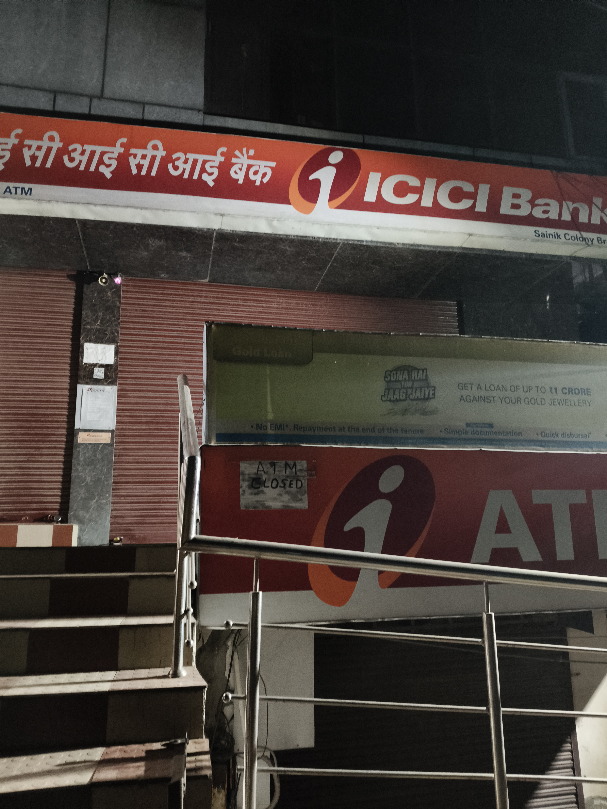 ई सी आई सी आई बैंक
ICICI Bank
ATM
Sainik Colony Br
Gold Loan
SONA HAI
JAAG JAIYE
GET A LOAN OF UP TO ₹1 CRORE
AGAINST YOUR GOLD JEWELLERY
• No EMI*: Repayment at the end of the tenure • Simple documentation • Quick disbursal
ATM
CLOSED
ATM